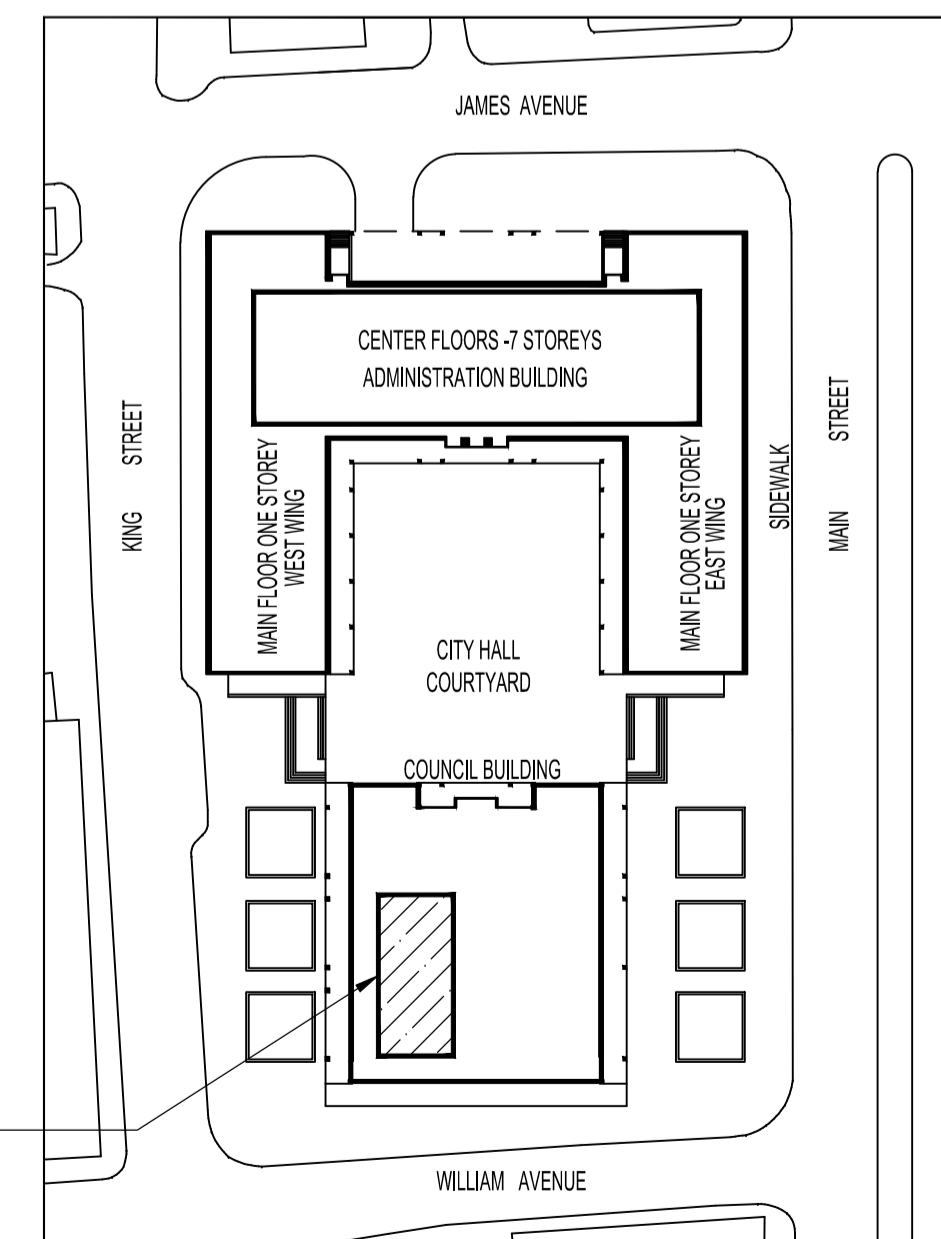 JAMES AVENUE
CENTER FLOORS -7 STOREYS
ADMINISTRATION BUILDING
KING STREET
MAIN FLOOR ONE STOREY
WEST WING
MAIN FLOOR ONE STOREY
EAST WING
SIDEWALK
MAIN STREET
CITY HALL
COURTYARD
COUNCIL BUILDING
WILLIAM AVENUE